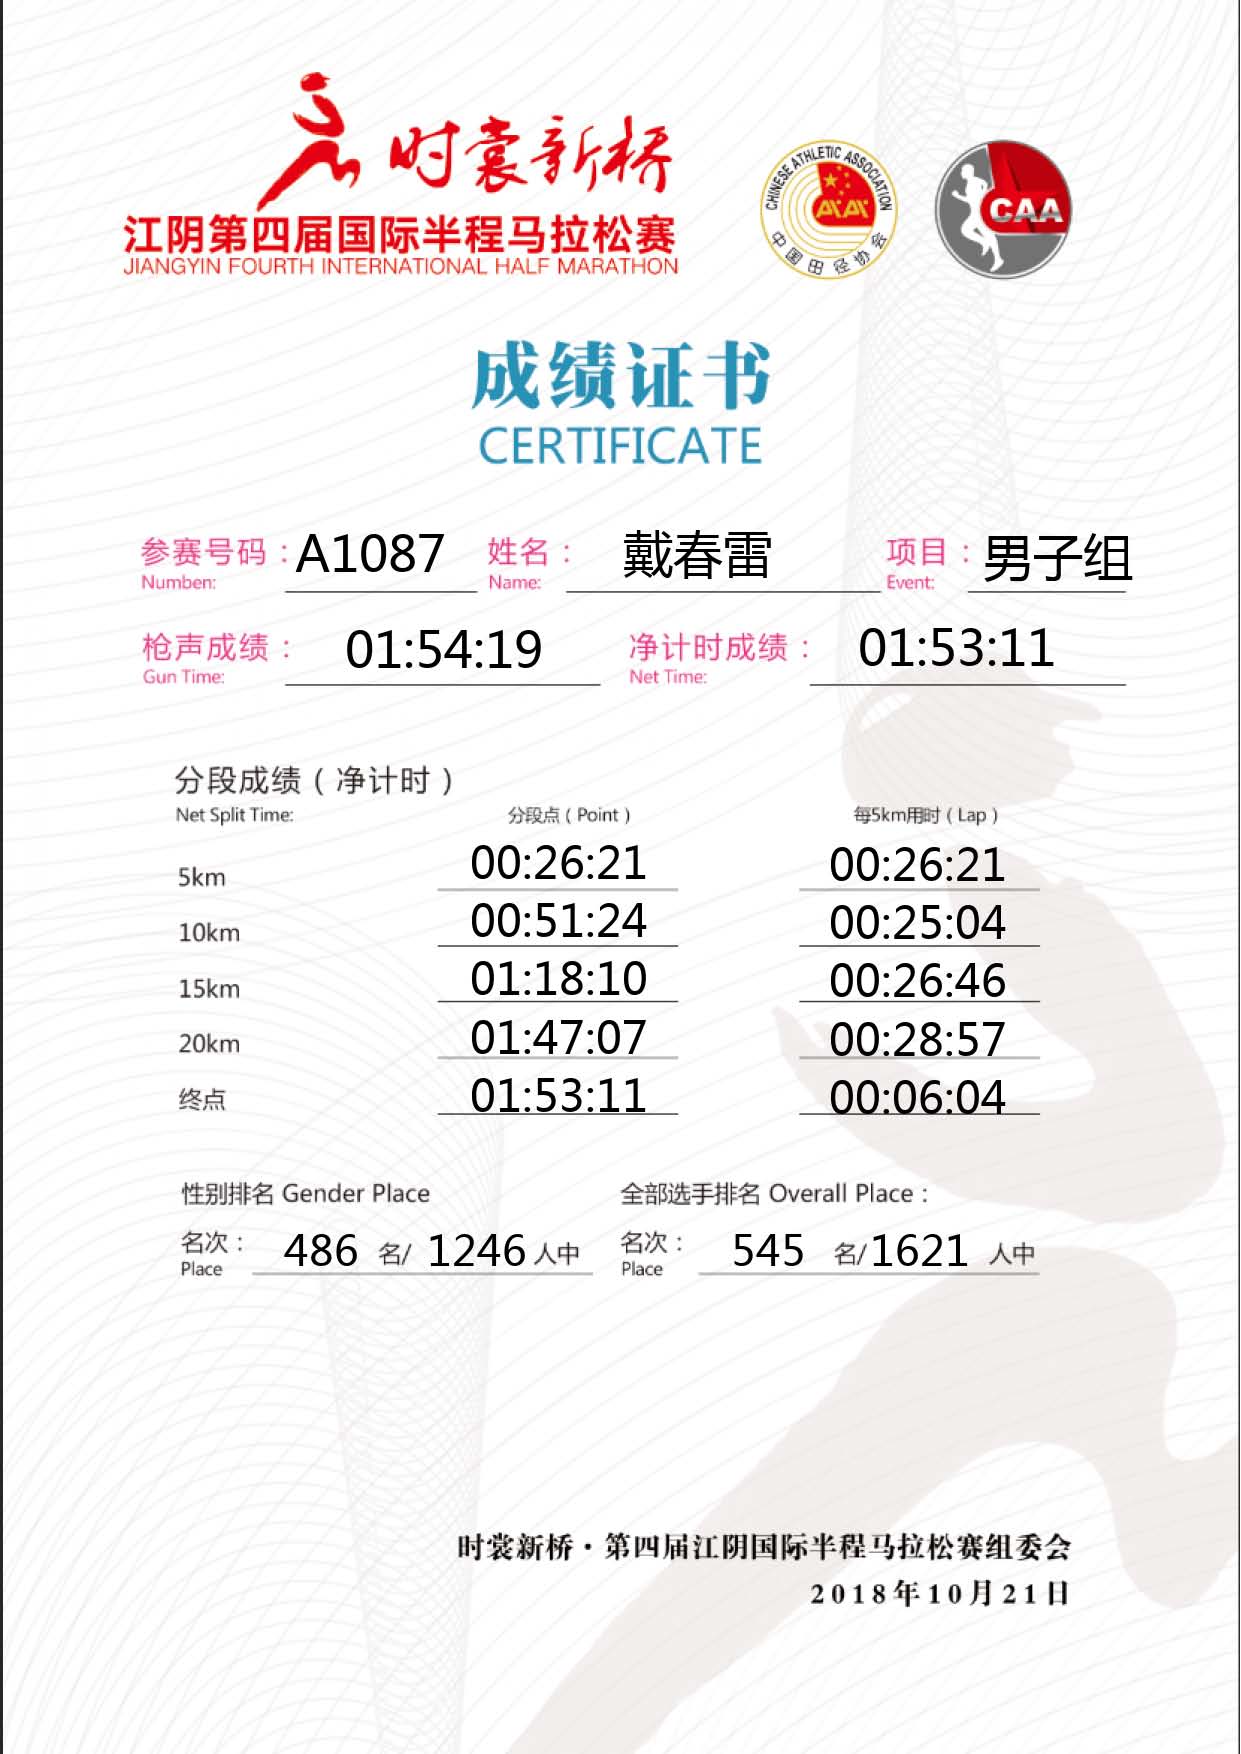 时裳新桥
江阴第四届国际半程马拉松赛
JIANGYIN FOURTH INTERNATIONAL HALF MARATHON
CHINESE ATHLETIC ASSOCIATION
中国田径协会
CAA
成绩证书
CERTIFICATE
参赛号码：A1087 姓名： 戴春雷 项目：男子组
Numben: Name: Event:
枪声成绩： 01:54:19 净计时成绩： 01:53:11
Gun Time: Net Time:
分段成绩（净计时）
Net Split Time: 分段点（Point） 每5km用时（Lap）
5km 00:26:21 00:26:21
10km 00:51:24 00:25:04
15km 01:18:10 00:26:46
20km 01:47:07 00:28:57
终点 01:53:11 00:06:04
性别排名 Gender Place 全部选手排名 Overall Place：
名次： 486 名/ 1246 人中 名次： 545 名/ 1621 人中
Place Place
时裳新桥·第四届江阴国际半程马拉松赛组委会
2018年10月21日